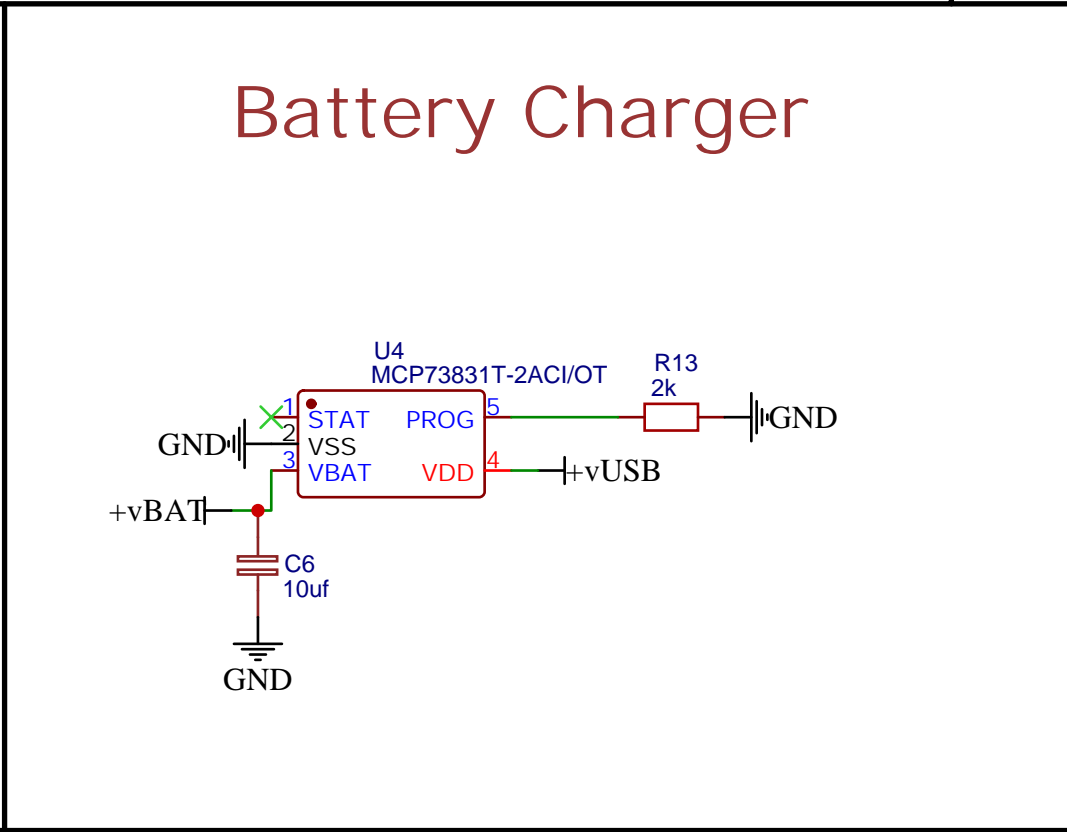 Battery Charger
U4
MCP73831T-2ACI/OT
R13
2k
1
STAT
PROG
5
GND
GND
2
VSS
3
VBAT
VDD
4
+vUSB
+vBAT
C6
10uf
GND